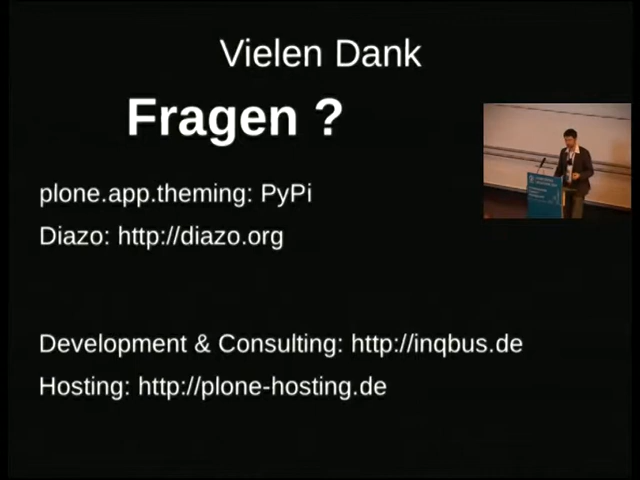 Vielen Dank
Fragen ?
plone.app.theming: PyPi
Diazo: http://diazo.org
Development & Consulting: http://inqbus.de
Hosting: http://plone-hosting.de